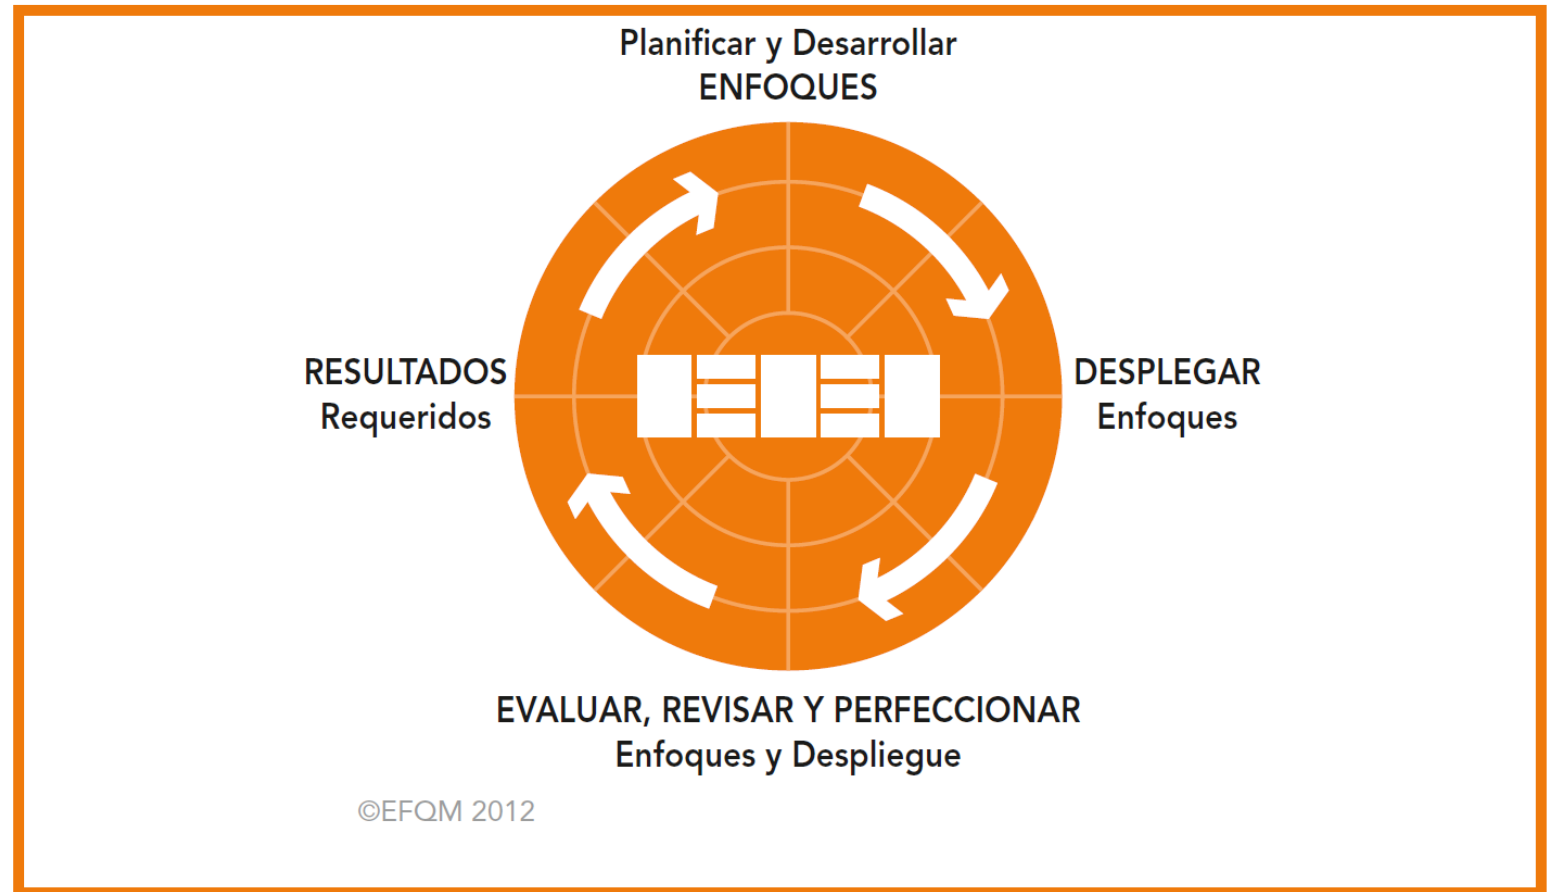 Planificar y Desarrollar
ENFOQUES
RESULTADOS
Requeridos
DESPLEGAR
Enfoques
EVALUAR, REVISAR Y PERFECCIONAR
Enfoques y Despliegue
©EFQM 2012